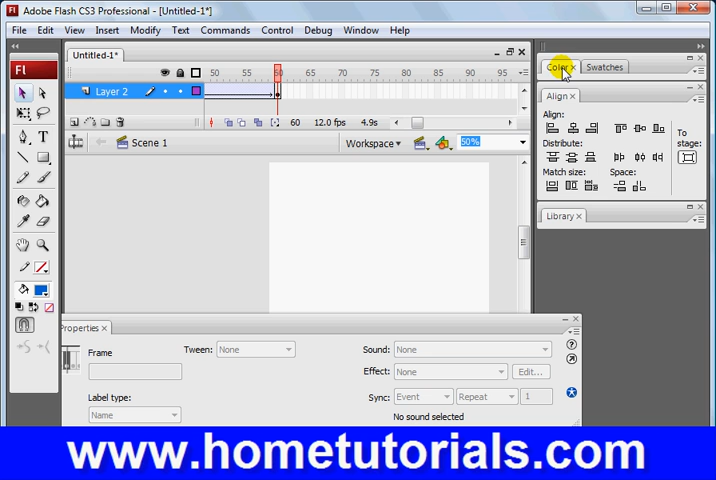 Fl Adobe Flash CS3 Professional - [Untitled-1*]
File Edit View Insert Modify Text Commands Control Debug Window Help
Untitled-1*
50 55 60 65 70 75 80 85 90 95
Layer 2
60 12.0 fps 4.9s
Scene 1 Workspace 50%
Fl
T
Color Swatches
Align
Align:
Distribute:
Match size: Space:
To stage:
Library
Properties
Frame
Tween: None
Label type:
Name
Sound: None
Effect: None Edit...
Sync: Event Repeat 1
No sound selected
www.hometutorials.com